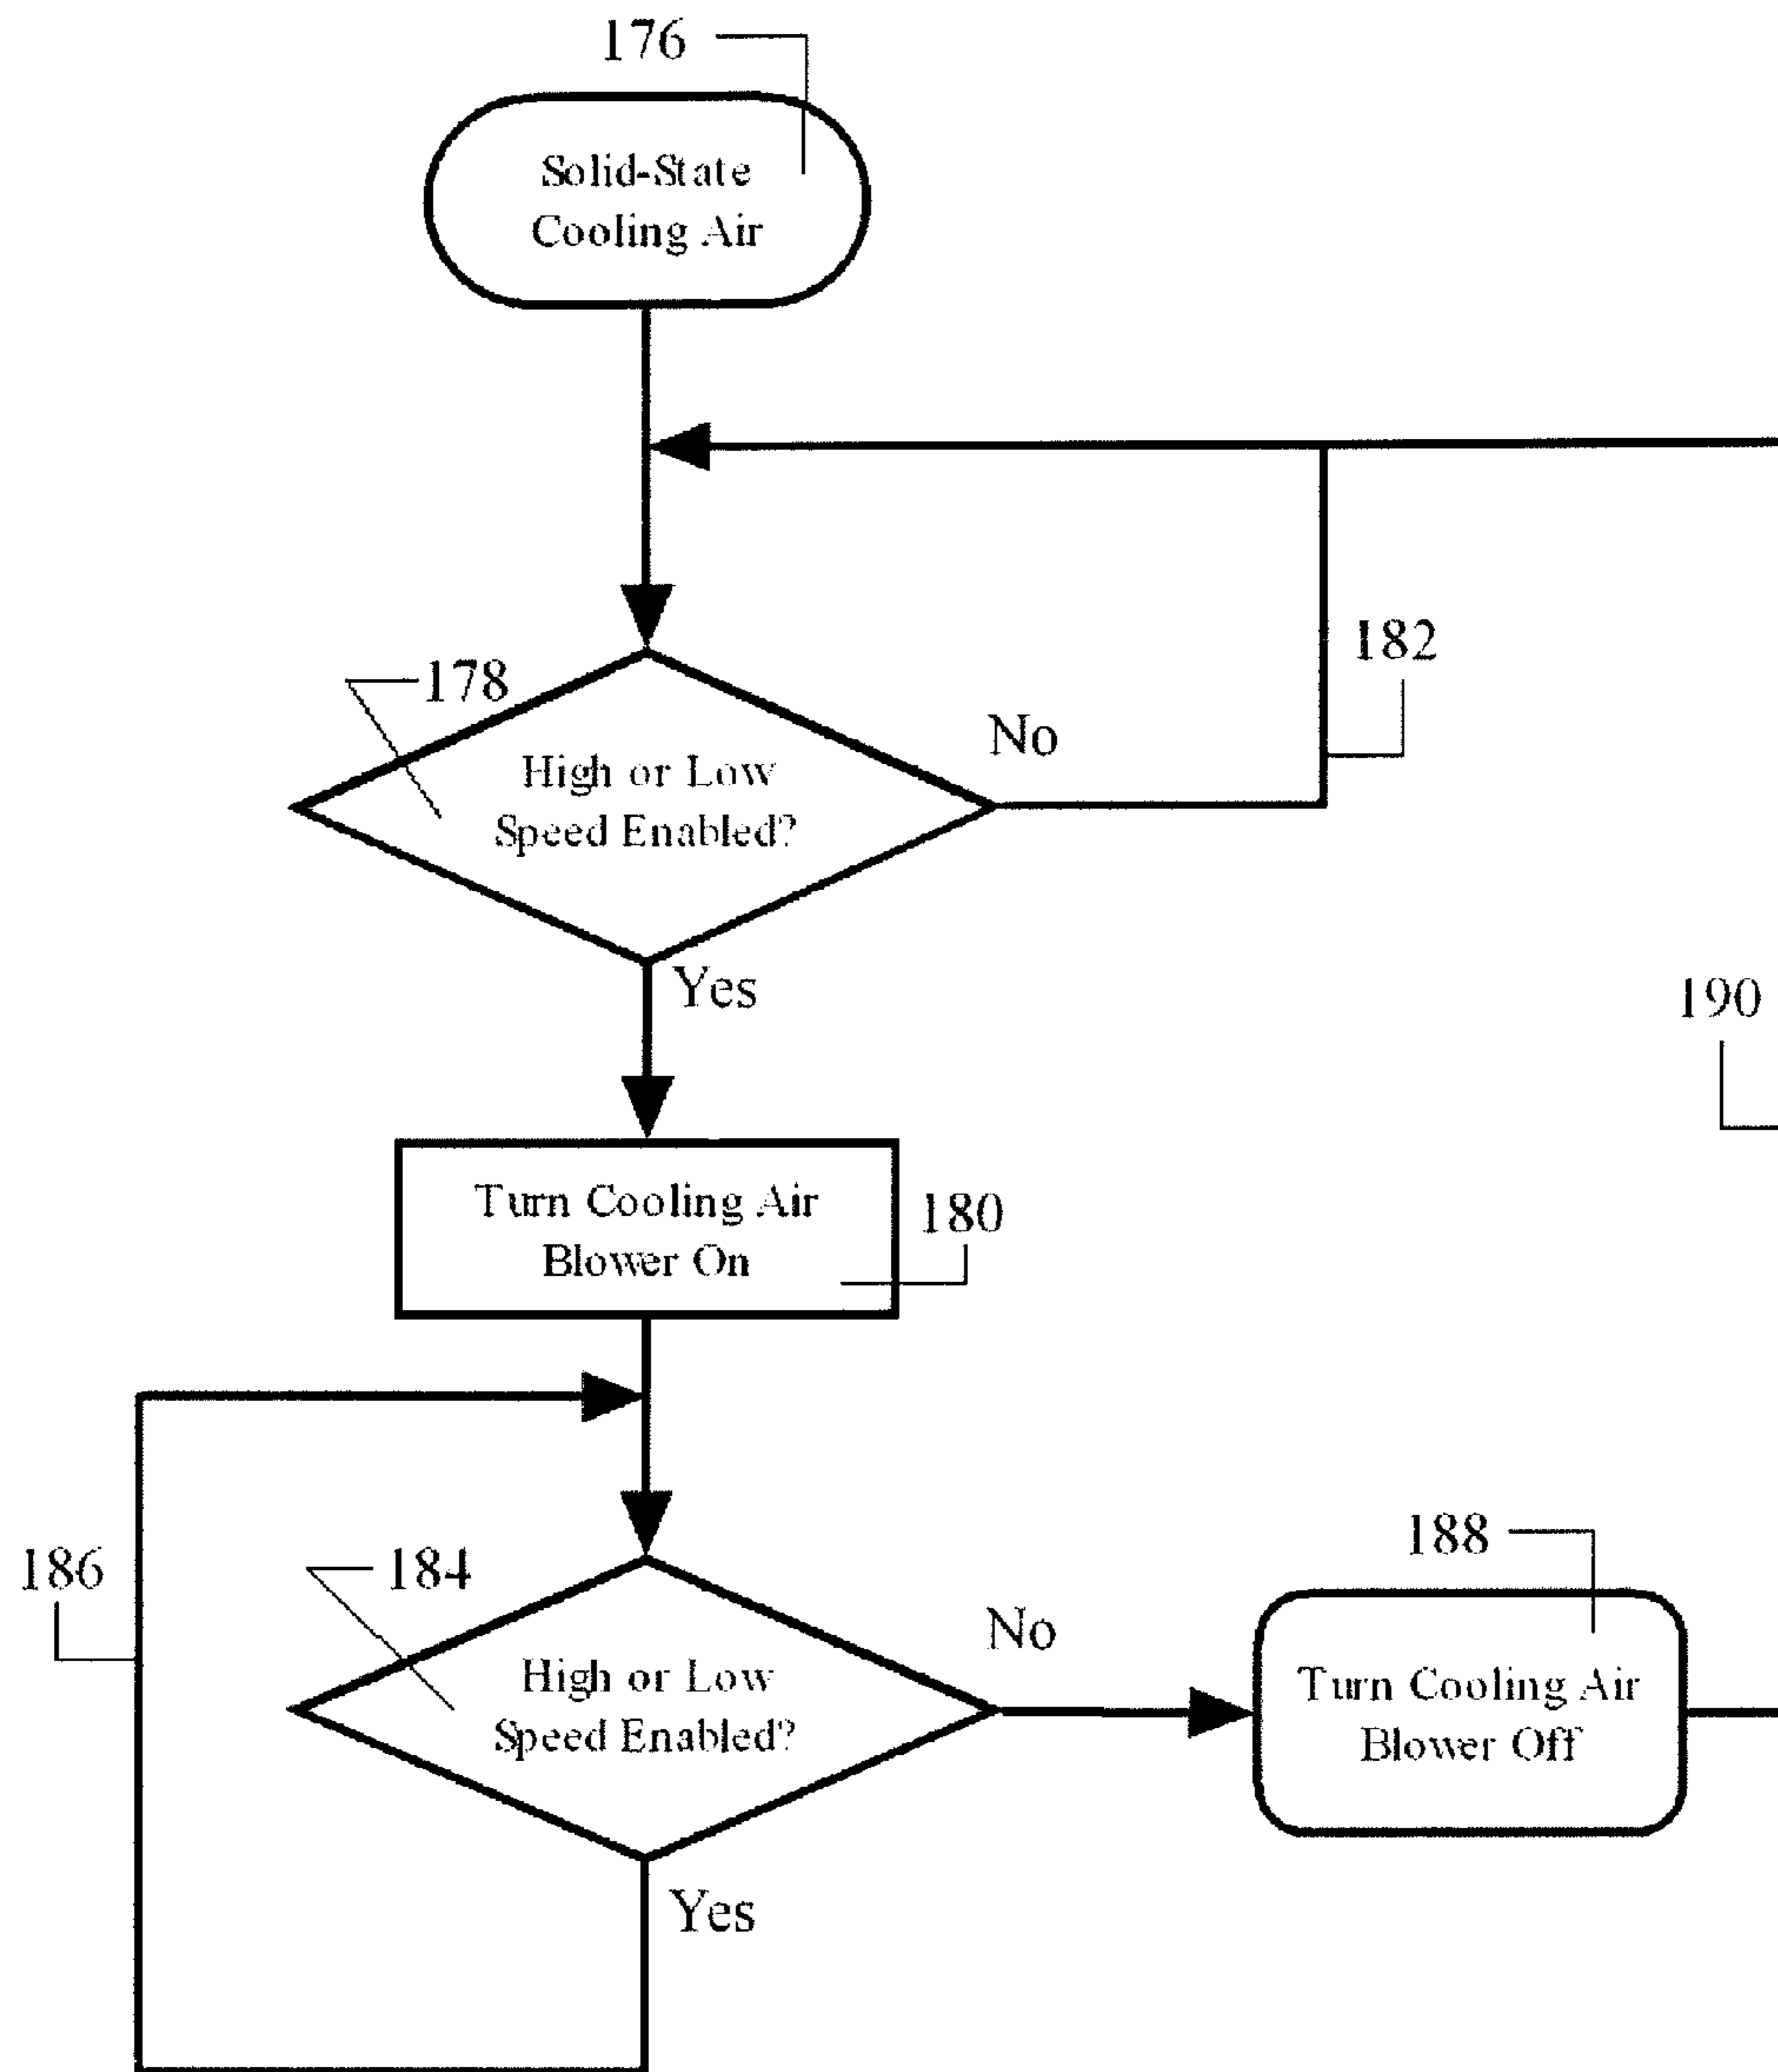 176
Solid-State
Cooling Air
182
178
No
High or Low
Speed Enabled?
Yes
190
Turn Cooling Air
Blower On
180
188
186
184
No
High or Low
Speed Enabled?
Turn Cooling Air
Blower Off
Yes